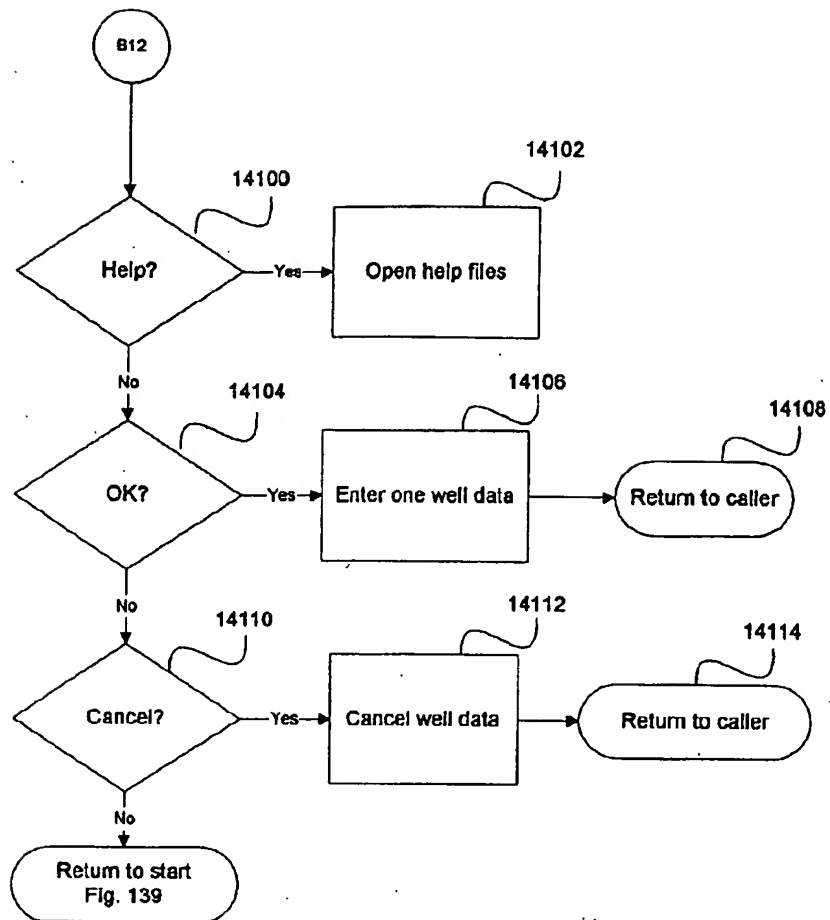 B12
14100
14102
Help?
Yes
Open help files
No
14104
14106
14108
OK?
Yes
Enter one well data
Return to caller
No
14110
14112
14114
Cancel?
Yes
Cancel well data
Return to caller
No
Return to start
Fig. 139